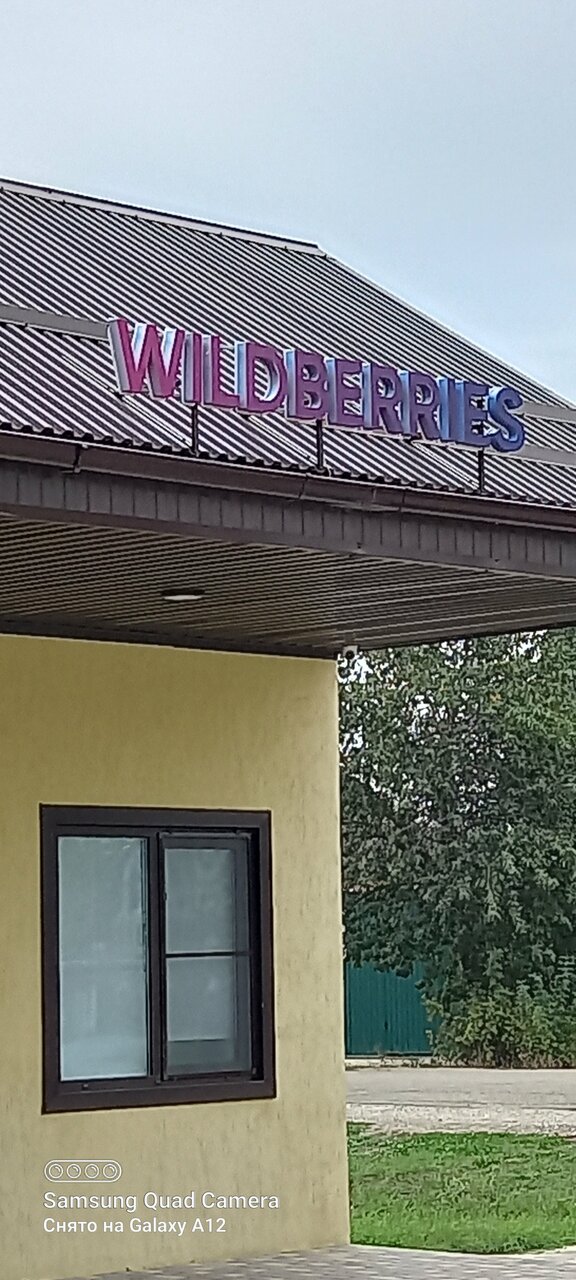 WILDBERRIES
Samsung Quad Camera
Снято на Galaxy A12